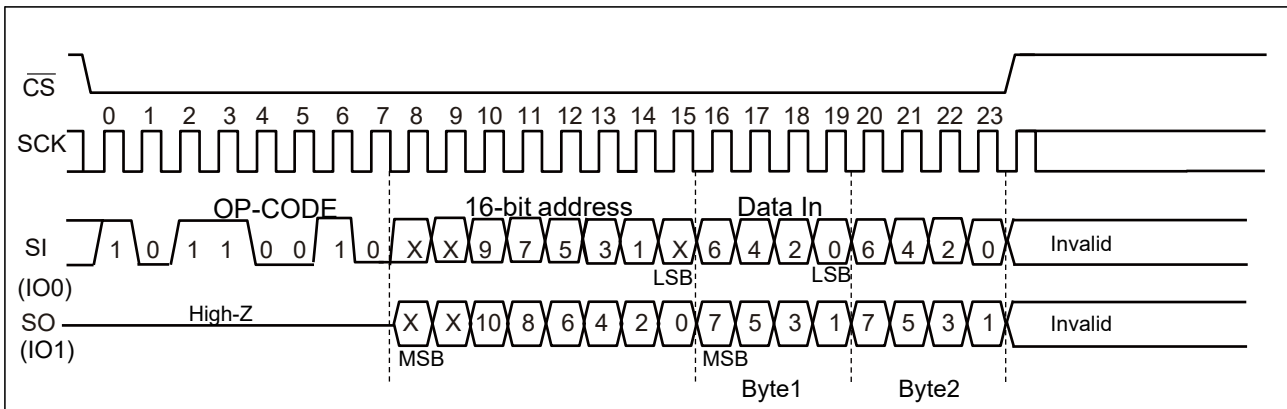 CS
0 1 2 3 4 5 6 7 8 9 10 11 12 13 14 15 16 17 18 19 20 21 22 23
SCK
OP-CODE 16-bit address Data In
SI 1 0 1 1 0 0 1 0 X X 9 7 5 3 1 X 6 4 2 0 6 4 2 0 Invalid
(IO0) LSB LSB
SO High-Z X X 10 8 6 4 2 0 7 5 3 1 7 5 3 1 Invalid
(IO1) MSB MSB
Byte1 Byte2